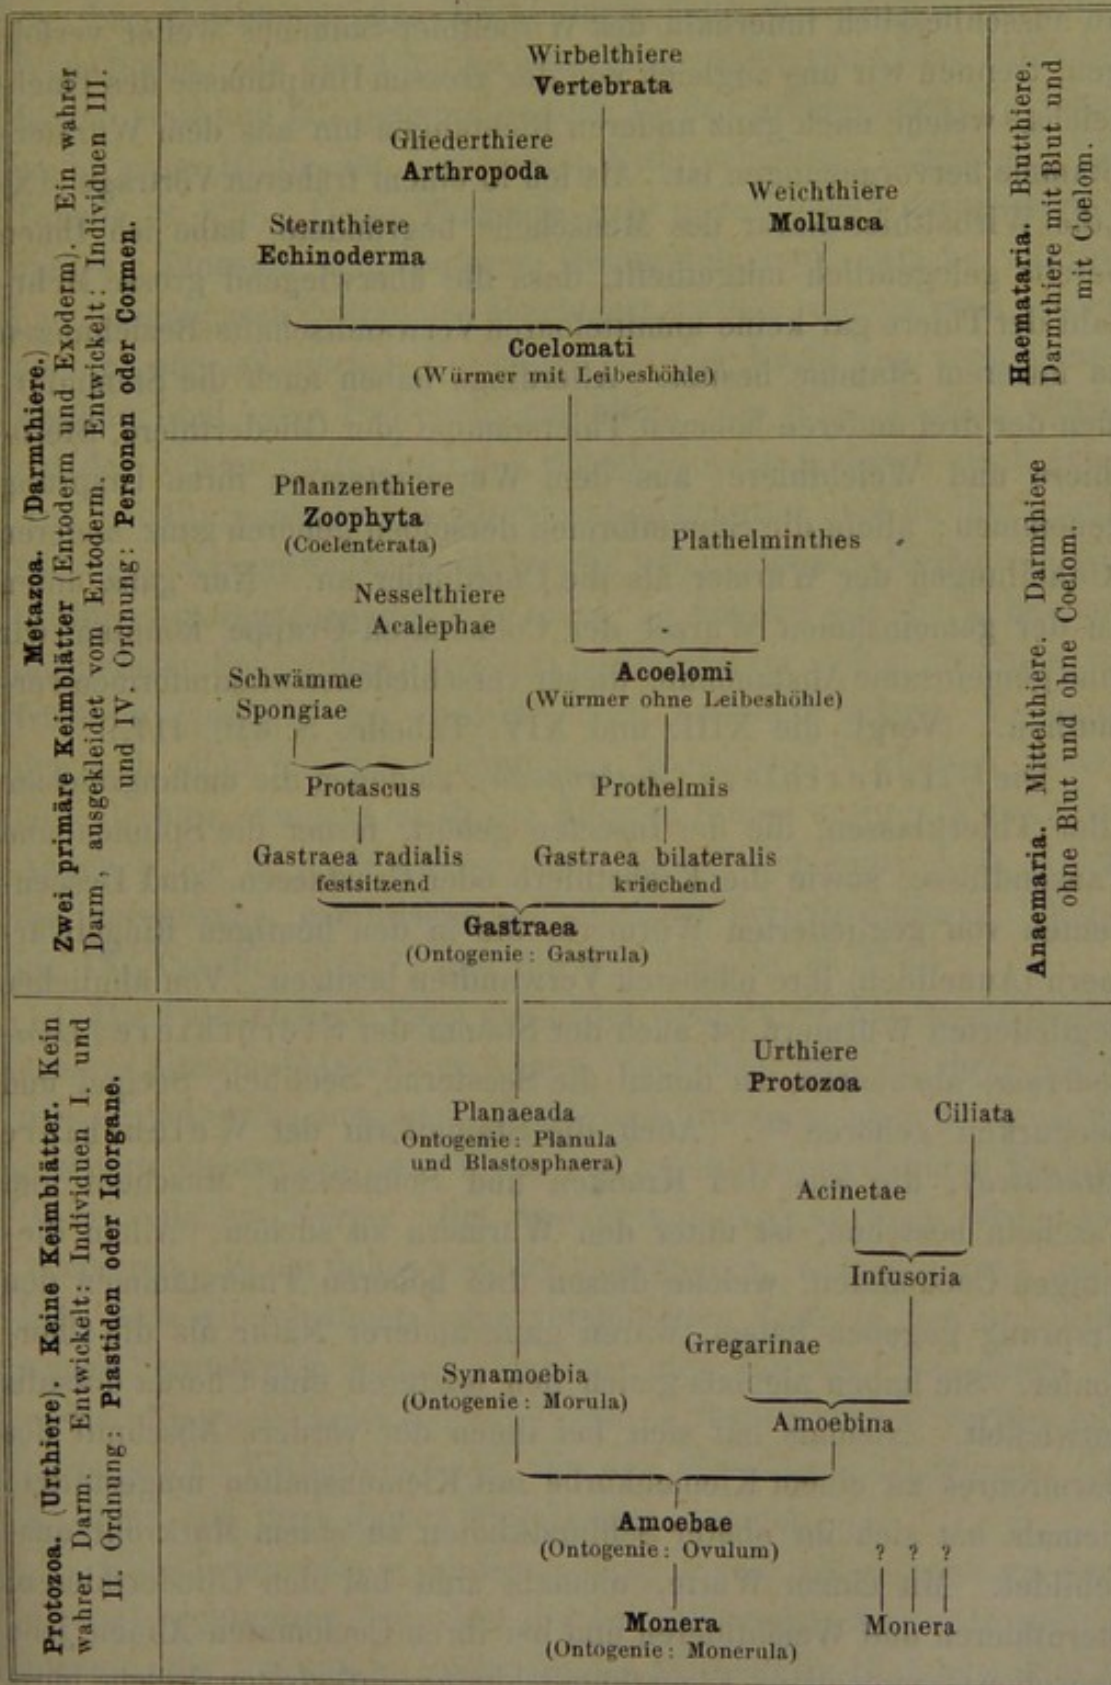 Metazoa. (Darmthiere.)
Zwei primäre Keimblätter (Entoderm und Exoderm). Ein wahrer
Darm, ausgekleidet vom Entoderm. Entwickelt: Individuen III.
und IV. Ordnung: Personen oder Cormen.
Wirbelthiere
Vertebrata
Gliederthiere
Arthropoda
Weichthiere
Mollusca
Sternthiere
Echinoderma
Coelomati
(Würmer mit Leibeshöhle)
Haemataria. Blutthiere.
Darmthiere mit Blut und
mit Coelom.
Pflanzenthiere
Zoophyta
(Coelenterata)
Plathelminthes
Nesselthiere
Acalephae
Schwämme
Spongiae
Acoelomi
(Würmer ohne Leibeshöhle)
Protascus
Prothelmis
Gastraea radialis
festsitzend
Gastraea bilateralis
kriechend
Gastraea
(Ontogenie: Gastrula)
Anaemaria. Mittelthiere. Darmthiere
ohne Blut und ohne Coelom.
Protozoa. (Urthiere). Keine Keimblätter. Kein
wahrer Darm. Entwickelt: Individuen I. und
II. Ordnung: Plastiden oder Idorgane.
Urthiere
Protozoa
Planaeada
Ontogenie: Planula
und Blastosphaera)
Ciliata
Acinetae
Infusoria
Gregarinae
Synamoebia
(Ontogenie: Morula)
Amoebina
Amoebae
(Ontogenie: Ovulum)
? ? ?
Monera
(Ontogenie: Monerula)
Monera